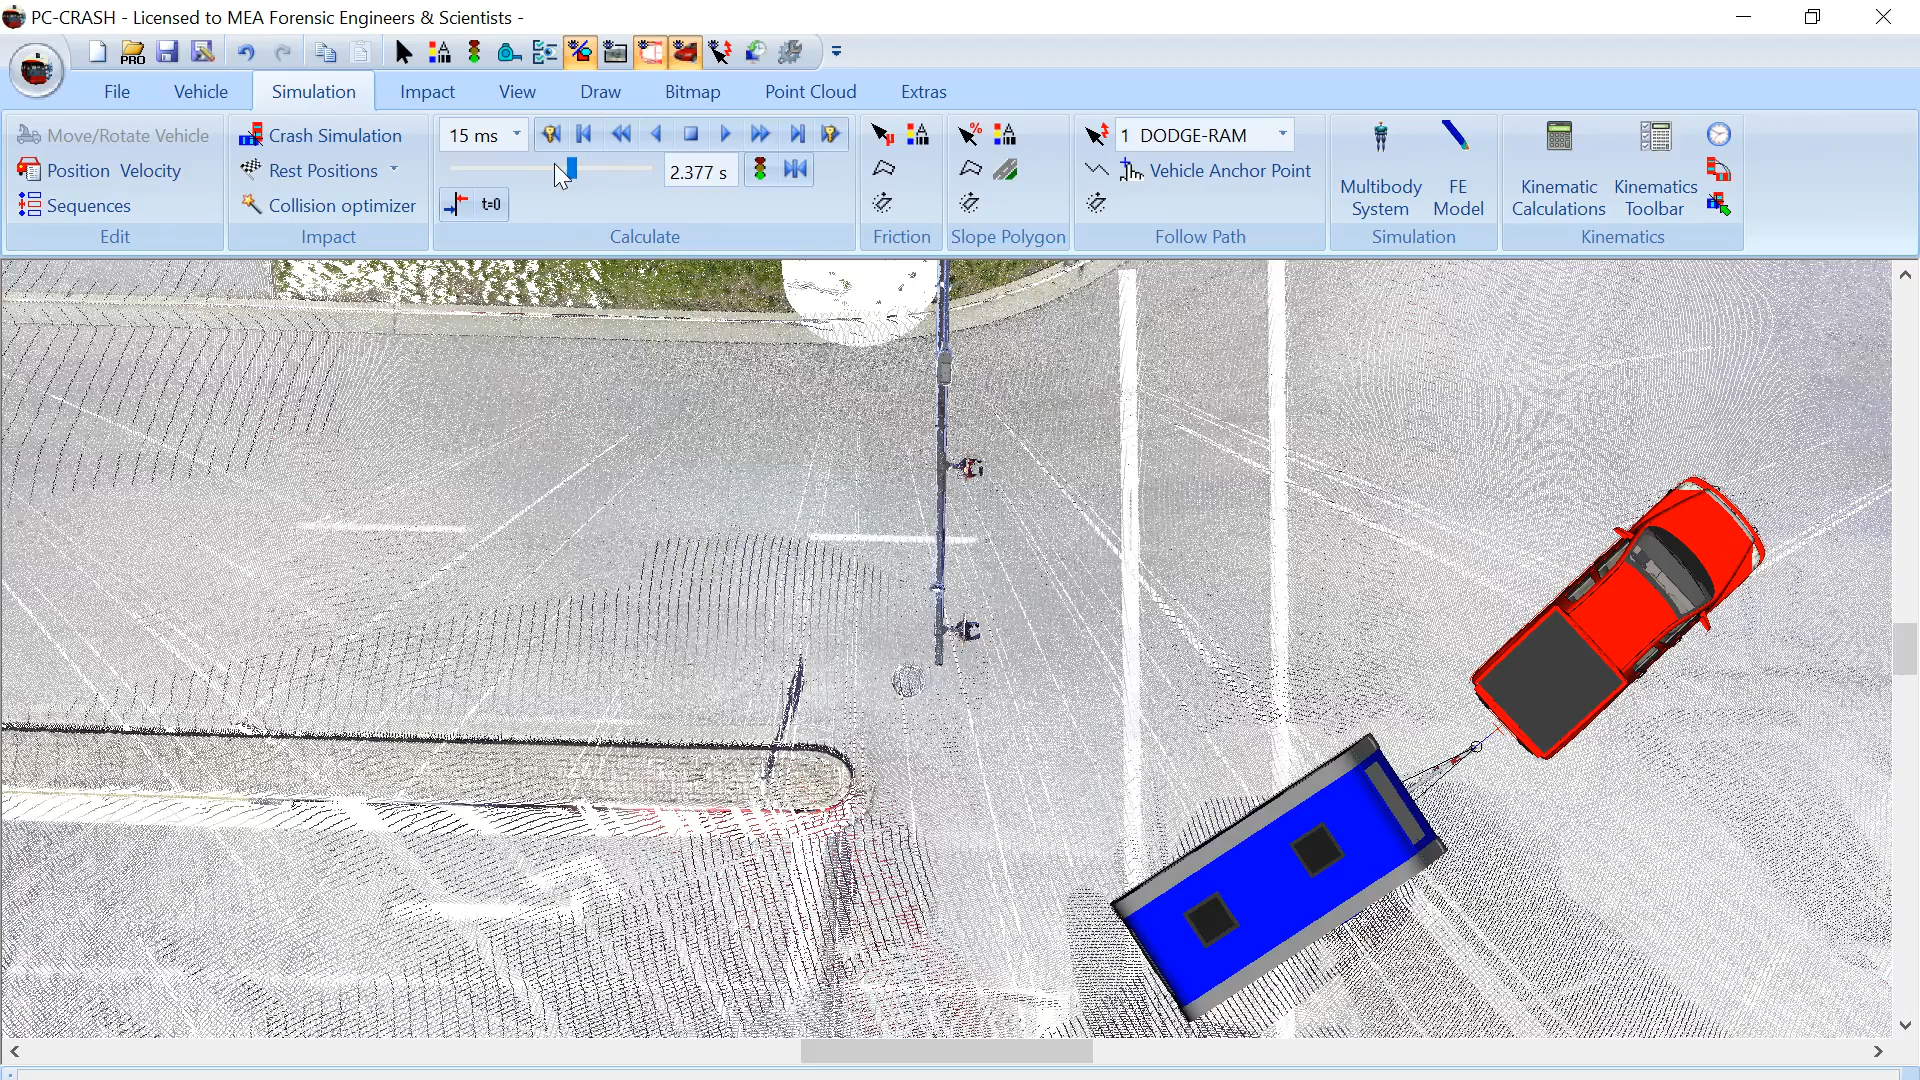 PC-CRASH - Licensed to MEA Forensic Engineers & Scientists -
PRO
File Vehicle Simulation Impact View Draw Bitmap Point Cloud Extras
Move/Rotate Vehicle
Position Velocity
Sequences
Edit
Crash Simulation
Rest Positions
Collision optimizer
Impact
15 ms
2.377 s
t=0
Calculate
Friction
Slope Polygon
1 DODGE-RAM
Vehicle Anchor Point
Follow Path
Multibody System
FE Model
Simulation
Kinematic Calculations
Kinematics Toolbar
Kinematics